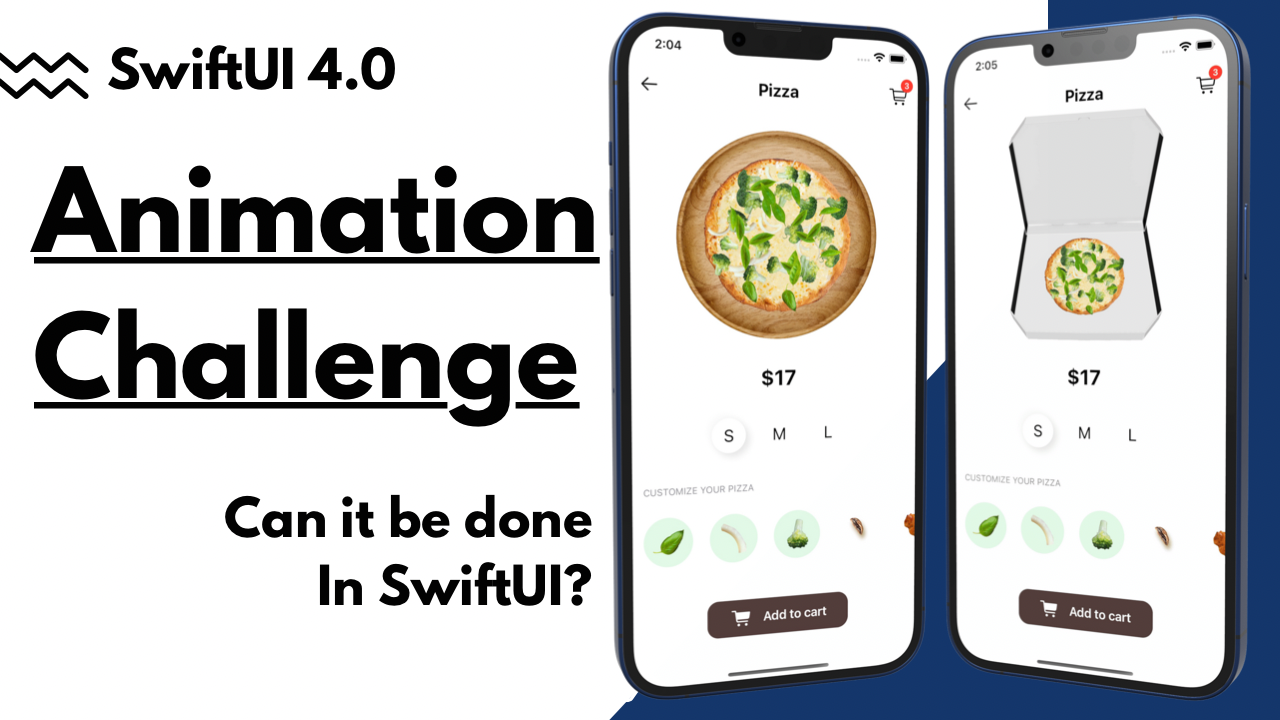 SwiftUI 4.0
Animation
Challenge
Can it be done
In SwiftUI?
2:04
Pizza
3
$17
S M L
CUSTOMIZE YOUR PIZZA
Add to cart
2:05
Pizza
3
$17
S M L
CUSTOMIZE YOUR PIZZA
Add to cart